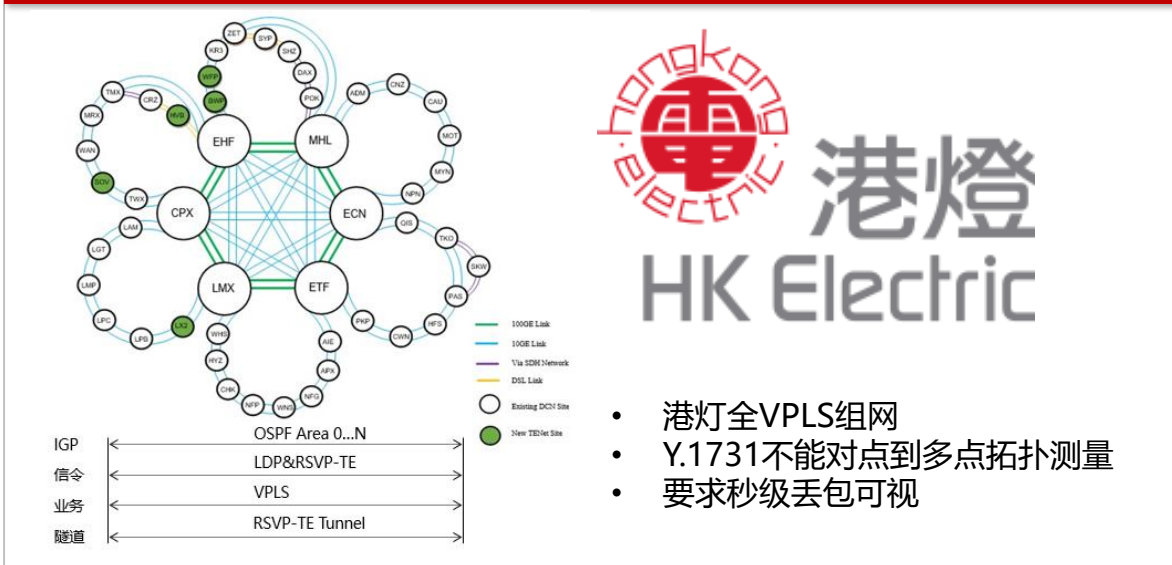 ZET
SYP
SHZ
KR3
DAX
WFP
POK
BWP
TMX
CRZ
HVB
MRX
WAN
SOV
TWX
EHF
MHL
ADM
CNZ
CAU
MOT
MYN
NPN
CPX
ECN
LAM
LGT
LMP
LPC
LPB
LX2
QIS
TKO
SKW
PAS
HFS
CWN
PKP
LMX
ETF
WHS
HYZ
CHK
NFP
WNS
NFG
APX
AIE
100GE Link
10GE Link
Via SDH Network
DSL Link
Existing DCN Site
New TENet Site
IGP
OSPF Area 0...N
信令
LDP&RSVP-TE
业务
VPLS
隧道
RSVP-TE Tunnel
hongkong
電
electric
港燈
HK Electric
• 港灯全VPLS组网
• Y.1731不能对点到多点拓扑测量
• 要求秒级丢包可视